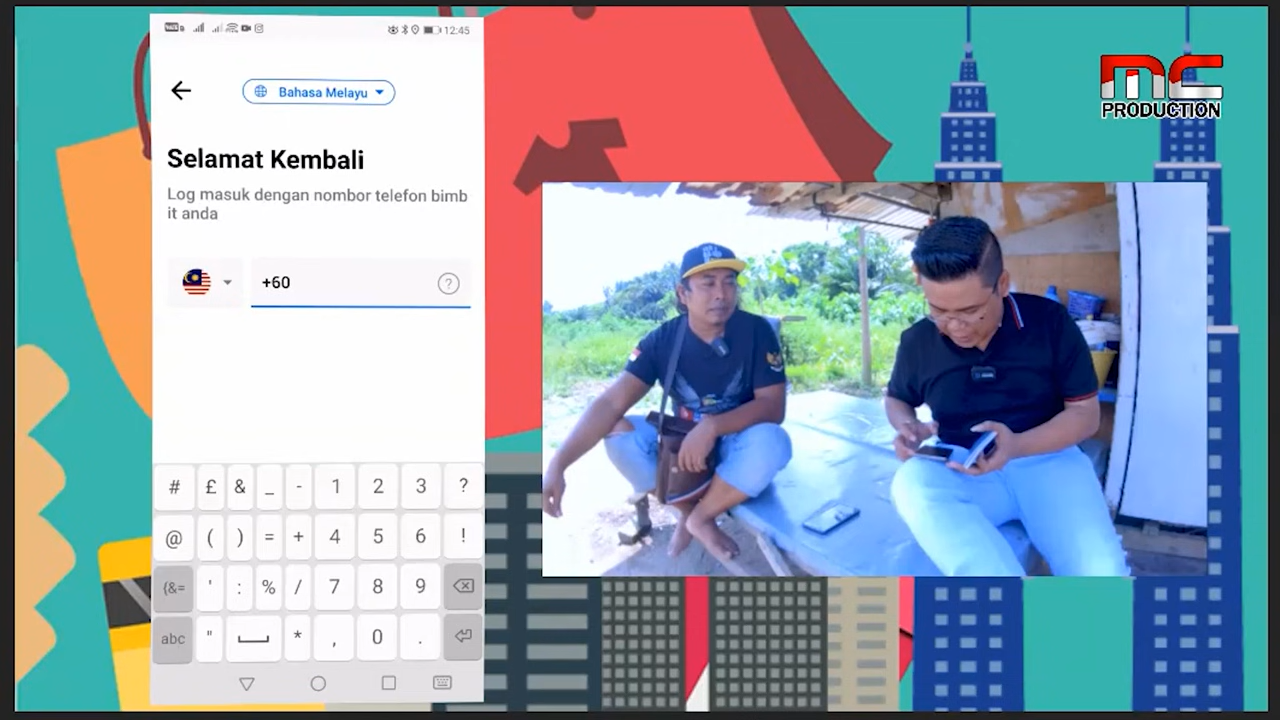 12:45
Bahasa Melayu
Selamat Kembali
Log masuk dengan nombor telefon bimb
it anda
+60
?
# £ & _ - 1 2 3 ?
@ ( ) = + 4 5 6 !
{&= ' : % / 7 8 9
abc " * , 0 .
MC
PRODUCTION